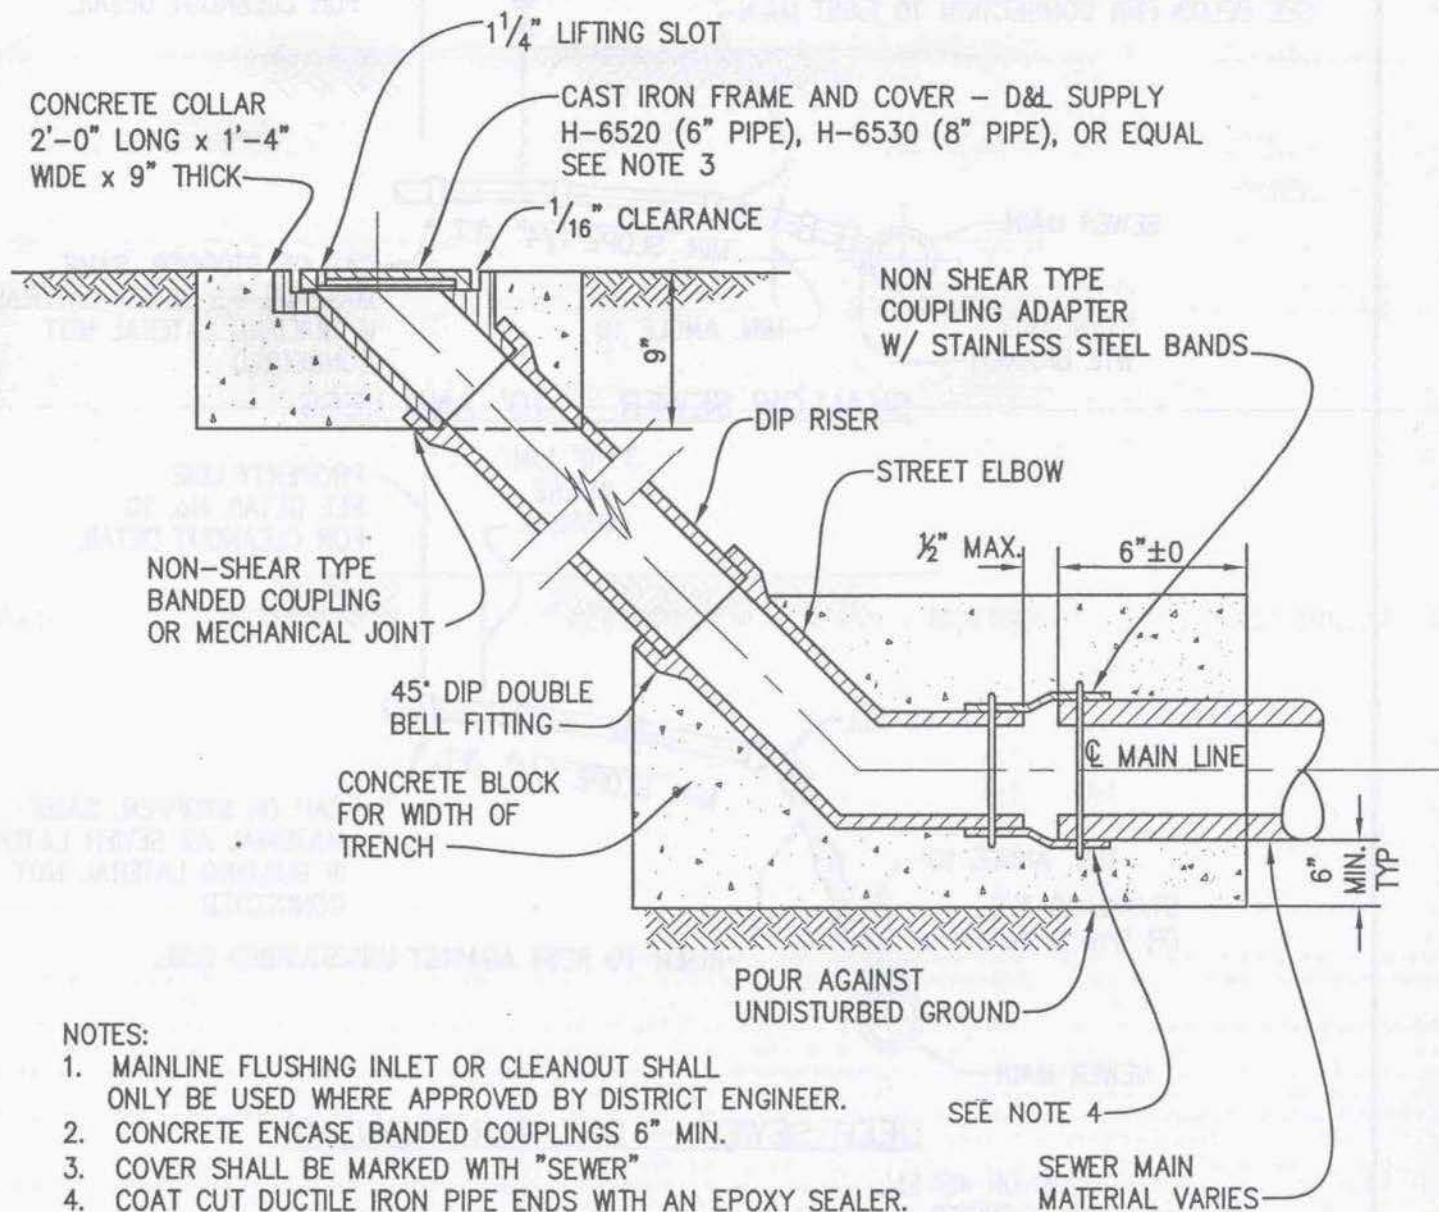 1 1/4" LIFTING SLOT
CONCRETE COLLAR
2'-0" LONG x 1'-4"
WIDE x 9" THICK
CAST IRON FRAME AND COVER - D&L SUPPLY
H-6520 (6" PIPE), H-6530 (8" PIPE), OR EQUAL
SEE NOTE 3
1/16" CLEARANCE
NON SHEAR TYPE
COUPLING ADAPTER
W/ STAINLESS STEEL BANDS
9"
DIP RISER
STREET ELBOW
1/2" MAX.
6"±0
NON-SHEAR TYPE
BANDED COUPLING
OR MECHANICAL JOINT
45° DIP DOUBLE
BELL FITTING
CONCRETE BLOCK
FOR WIDTH OF
TRENCH
℄ MAIN LINE
6"
MIN.
TYP
POUR AGAINST
UNDISTURBED GROUND
SEE NOTE 4
SEWER MAIN
MATERIAL VARIES
NOTES:
1. MAINLINE FLUSHING INLET OR CLEANOUT SHALL
ONLY BE USED WHERE APPROVED BY DISTRICT ENGINEER.
2. CONCRETE ENCASE BANDED COUPLINGS 6" MIN.
3. COVER SHALL BE MARKED WITH "SEWER"
4. COAT CUT DUCTILE IRON PIPE ENDS WITH AN EPOXY SEALER.